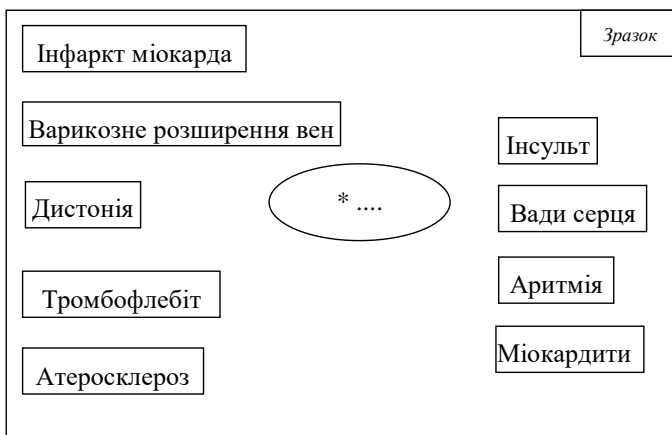 Зразок
Інфаркт міокарда
Варикозне розширення вен
Інсульт
* ....
Дистонія
Вади серця
Тромбофлебіт
Аритмія
Міокардити
Атеросклероз